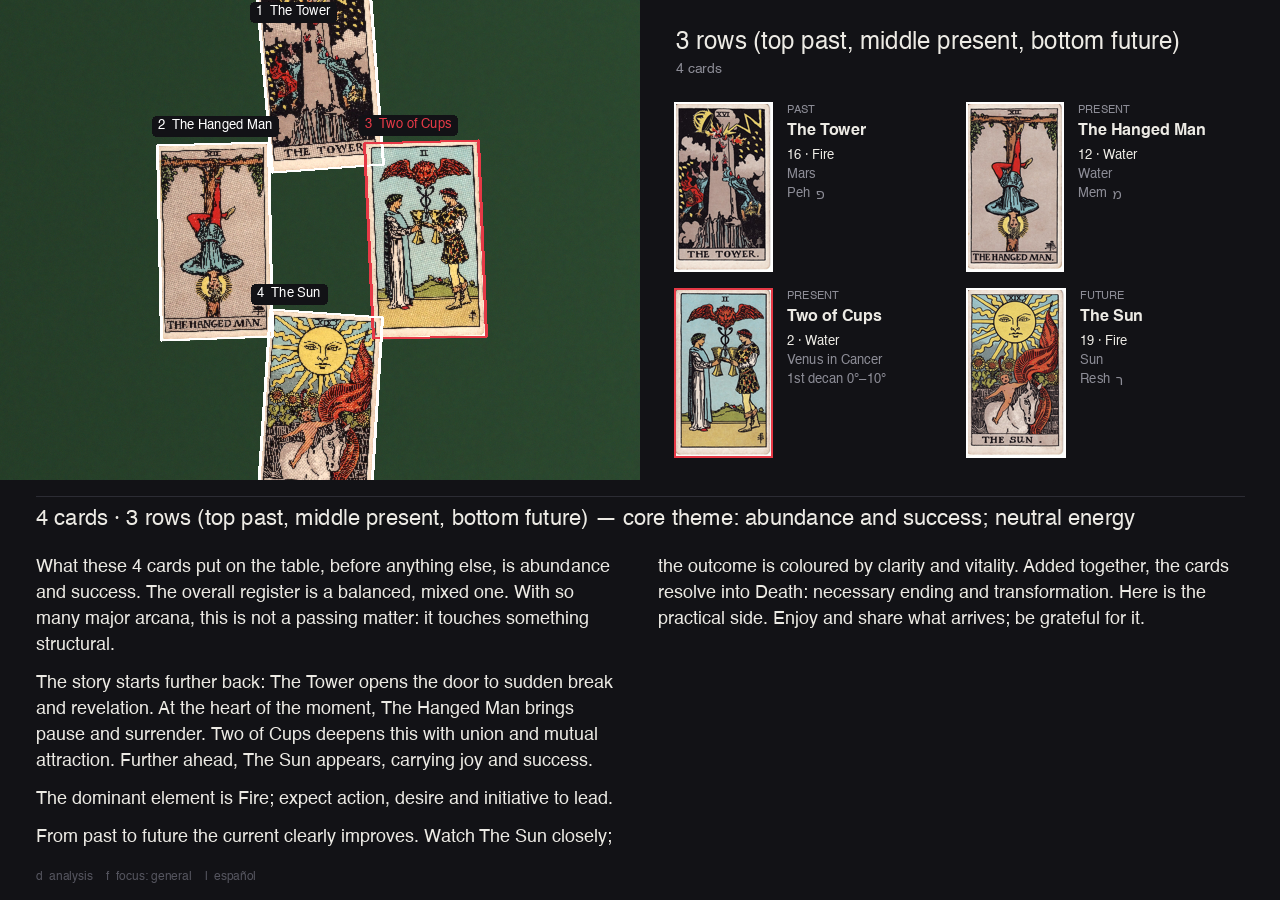 1 The Tower
2 The Hanged Man
3 Two of Cups
THE TOWER.
XII
II
THE HANGED MAN.
4 The Sun
3 rows (top past, middle present, bottom future)
4 cards
XVI
THE TOWER.
PAST
The Tower
16 · Fire
Mars
Peh פ
XII
THE HANGED MAN.
PRESENT
The Hanged Man
12 · Water
Water
Mem מ
II
PRESENT
Two of Cups
2 · Water
Venus in Cancer
1st decan 0°–10°
XIX
THE SUN .
FUTURE
The Sun
19 · Fire
Sun
Resh ר
4 cards · 3 rows (top past, middle present, bottom future) — core theme: abundance and success; neutral energy
What these 4 cards put on the table, before anything else, is abundance
and success. The overall register is a balanced, mixed one. With so
many major arcana, this is not a passing matter: it touches something
structural.
The story starts further back: The Tower opens the door to sudden break
and revelation. At the heart of the moment, The Hanged Man brings
pause and surrender. Two of Cups deepens this with union and mutual
attraction. Further ahead, The Sun appears, carrying joy and success.
The dominant element is Fire; expect action, desire and initiative to lead.
From past to future the current clearly improves. Watch The Sun closely;
the outcome is coloured by clarity and vitality. Added together, the cards
resolve into Death: necessary ending and transformation. Here is the
practical side. Enjoy and share what arrives; be grateful for it.
d analysis f focus: general l español